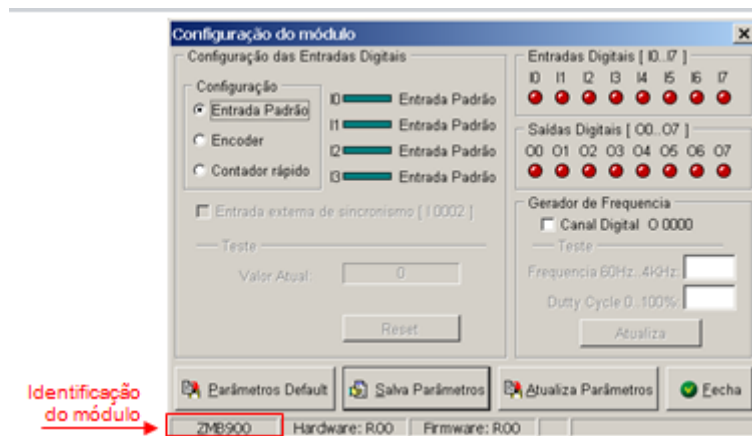 Configuração do módulo
Configuração das Entradas Digitais
Configuração
Entrada Padrão
Encoder
Contador rápido
I0 Entrada Padrão
I1 Entrada Padrão
I2 Entrada Padrão
I3 Entrada Padrão
Entrada externa de sincronismo [ I 0002 ]
Teste
Valor Atual: 0
Reset
Entradas Digitais [ I0..I7 ]
I0 I1 I2 I3 I4 I5 I6 I7
Saídas Digitais [ O0..O7 ]
O0 O1 O2 O3 O4 O5 O6 O7
Gerador de Frequencia
Canal Digital O 0000
Teste
Frequencia 60Hz..4kHz:
Dutty Cycle 0..100%:
Atualiza
Parâmetros Default Salva Parâmetros Atualiza Parâmetros Fecha
Identificação
do módulo
ZMB900 Hardware: R00 Firmware: R00